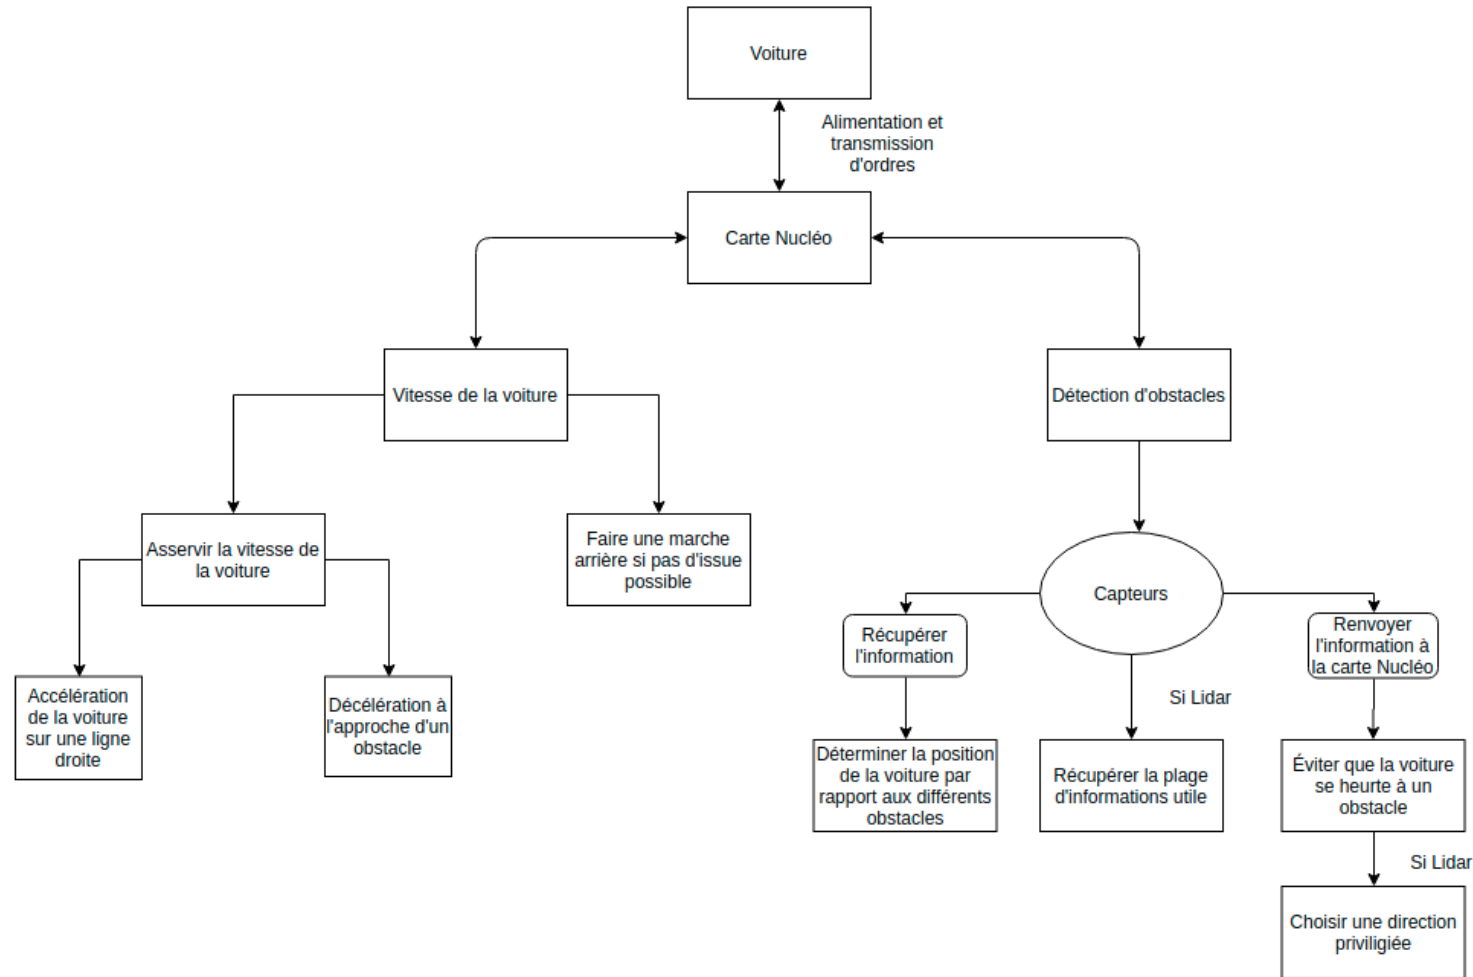 Voiture
Alimentation et
transmission
d'ordres
Carte Nucléo
Vitesse de la voiture
Détection d'obstacles
Asservir la vitesse de
la voiture
Faire une marche
arrière si pas d'issue
possible
Capteurs
Récupérer
l'information
Renvoyer
l'information à
la carte Nucléo
Si Lidar
Accélération
de la voiture
sur une ligne
droite
Décélération à
l'approche d'un
obstacle
Déterminer la position
de la voiture par
rapport aux différents
obstacles
Récupérer la plage
d'informations utile
Éviter que la voiture
se heurte à un
obstacle
Si Lidar
Choisir une direction
priviligiée